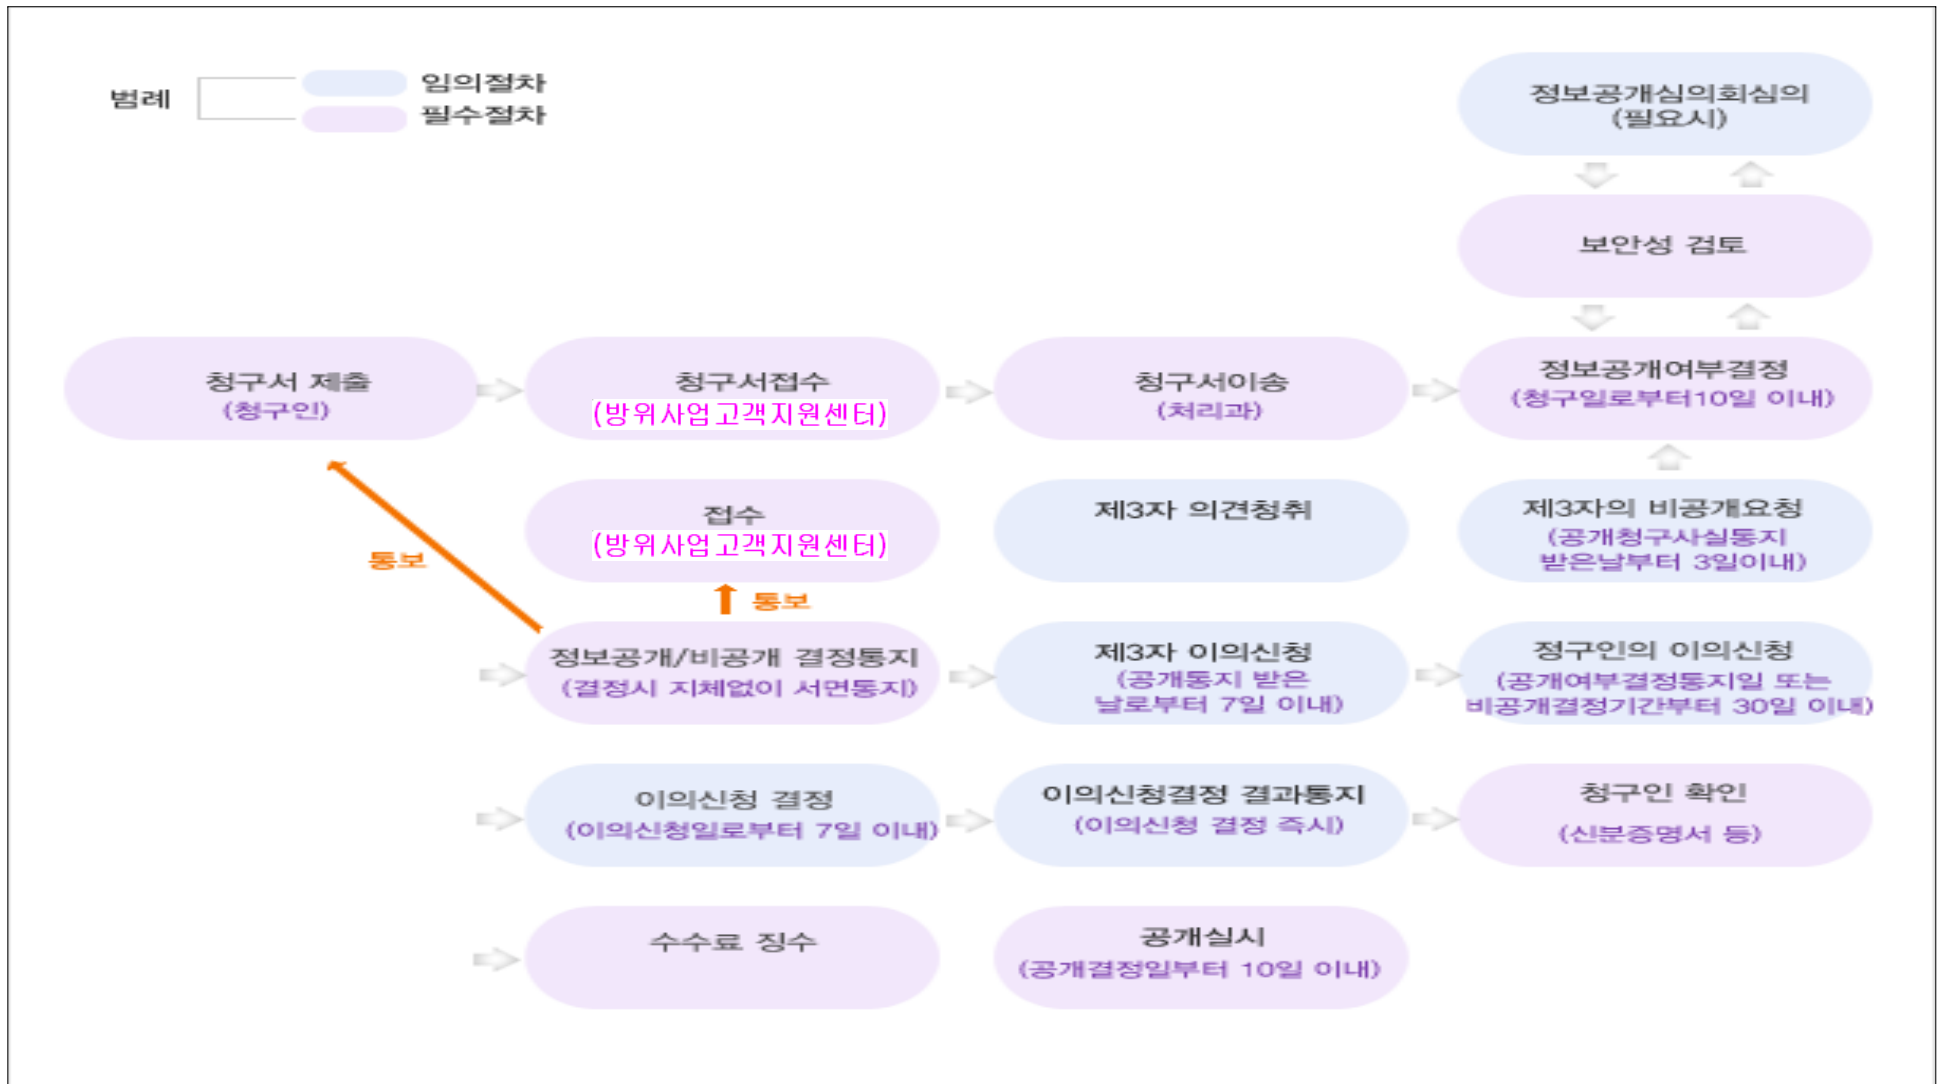 범례
임의절차
필수절차
정보공개심의회심의
(필요시)
보안성 검토
청구서 제출
(청구인)
청구서접수
(방위사업고객지원센터)
청구서이송
(처리과)
정보공개여부결정
(청구일로부터10일 이내)
접수
(방위사업고객지원센터)
제3자 의견청취
제3자의 비공개요청
(공개청구사실통지
받은날부터 3일이내)
통보
통보
정보공개/비공개 결정통지
(결정시 지체없이 서면통지)
제3자 이의신청
(공개통지 받은
날로부터 7일 이내)
정구인의 이의신청
(공개여부결정통지일 또는
비공개결정기간부터 30일 이내)
이의신청 결정
(이의신청일로부터 7일 이내)
이의신청결정 결과통지
(이의신청 결정 즉시)
청구인 확인
(신분증명서 등)
수수료 징수
공개실시
(공개결정일부터 10일 이내)